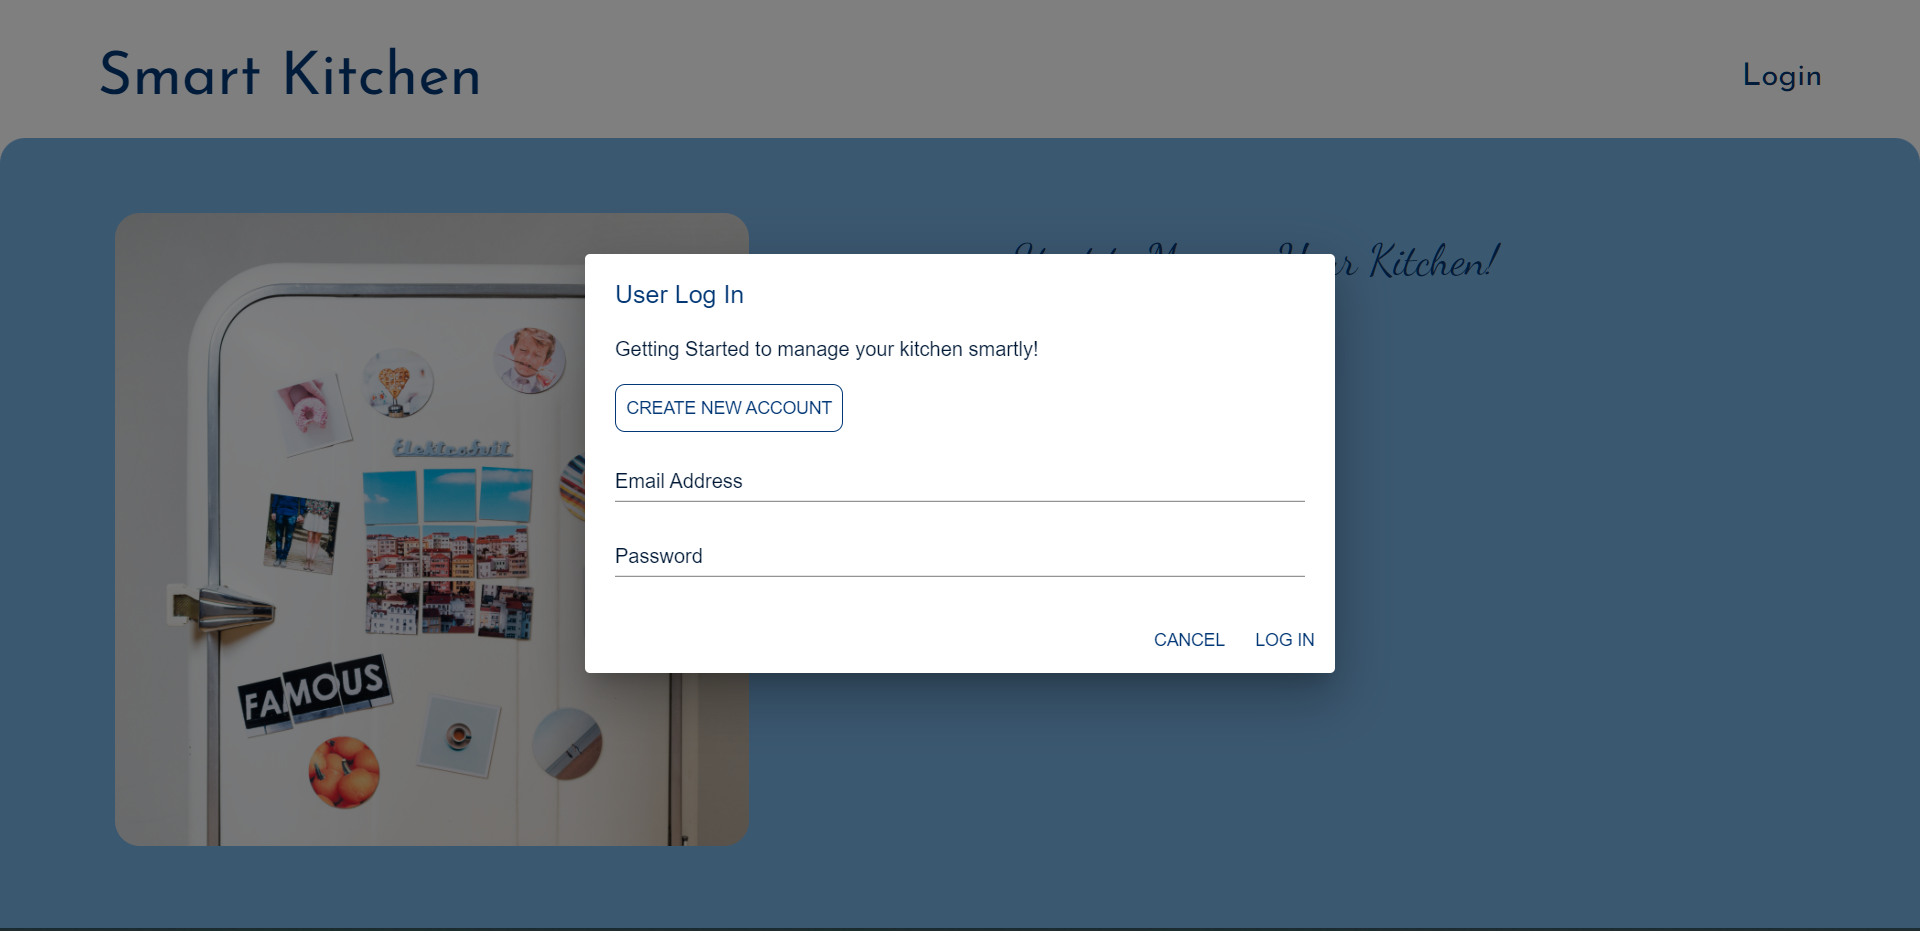 Smart Kitchen
Login
Your Kitchen!
User Log In
Getting Started to manage your kitchen smartly!
CREATE NEW ACCOUNT
Email Address
Password
CANCEL
LOG IN
FAMOUS